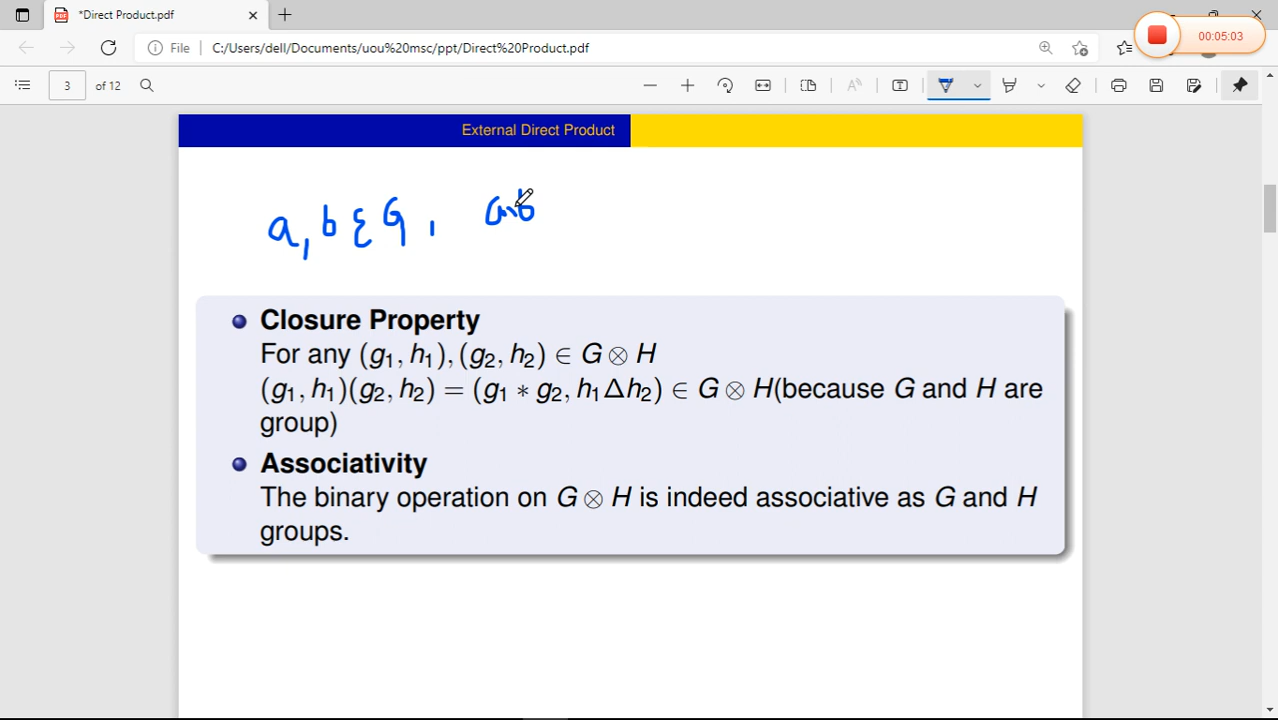 *Direct Product.pdf
File C:/Users/dell/Documents/uou%20msc/ppt/Direct%20Product.pdf
00:05:03
3 of 12
External Direct Product
a, b ∈ G,
Closure Property
For any (g₁, h₁), (g₂, h₂) ∈ G ⊗ H
(g₁, h₁)(g₂, h₂) = (g₁ ∗ g₂, h₁Δh₂) ∈ G ⊗ H(because G and H are
group)
Associativity
The binary operation on G ⊗ H is indeed associative as G and H
groups.